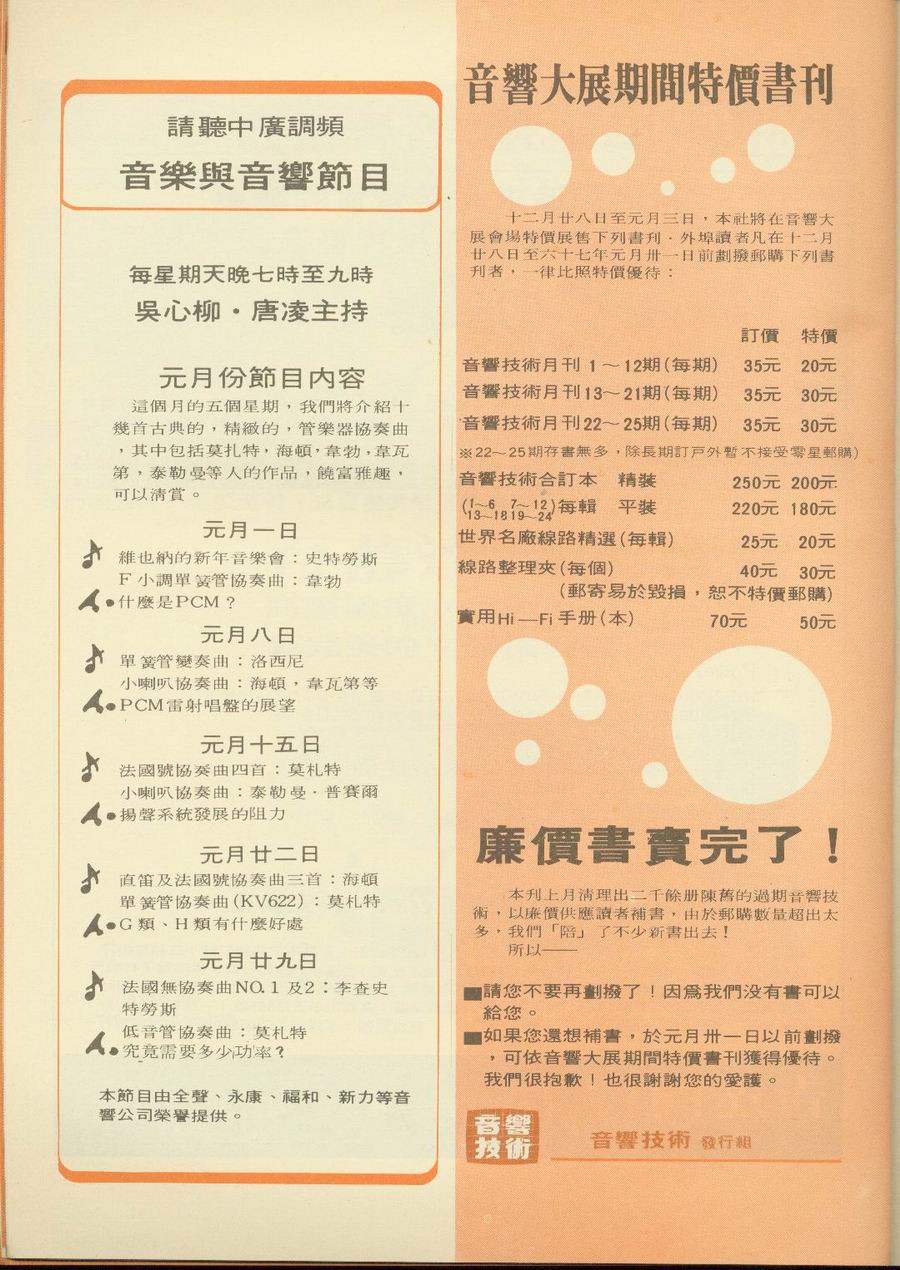 請聽中廣調頻
音樂與音響節目
每星期天晚七時至九時
吳心柳・唐凌主持
元月份節目內容
這個月的五個星期，我們將介紹十
幾首古典的，精緻的，管樂器協奏曲
，其中包括莫扎特，海頓，韋勃，韋瓦
第，泰勒曼等人的作品，饒富雅趣，
可以清賞。
元月一日
維也納的新年音樂會：史特勞斯
F小調單簧管協奏曲：韋勃
什麼是PCM？
元月八日
單簧管變奏曲：洛西尼
小喇叭協奏曲：海頓，韋瓦第等
PCM雷射唱盤的展望
元月十五日
法國號協奏曲四首：莫札特
小喇叭協奏曲：泰勒曼・普賽爾
揚聲系統發展的阻力
元月廿二日
直笛及法國號協奏曲三首：海頓
單簧管協奏曲(KV622)：莫札特
G類、H類有什麼好處
元月廿九日
法國無協奏曲NO.1 及2：李查史
特勞斯
低音管協奏曲：莫札特
究竟需要多少功率？
本節目由全聲、永康、福和、新力等音
響公司榮譽提供。
音響大展期間特價書刊
十二月廿八日至元月三日，本社將在音響大
展會場特價展售下列書刊・外埠讀者凡在十二月
廿八日至六十七年元月卅一日前劃撥郵購下列書
刊者，一律比照特價優待：
訂價 特價
音響技術月刊 1～12期(每期) 35元 20元
音響技術月刊13～21期(每期) 35元 30元
音響技術月刊22～25期(每期) 35元 30元
※22～25期存書無多，除長期訂戶外暫不接受零星郵購)
音響技術合訂本 精裝 250元 200元
(1～6 7～12 13～18 19～24)每輯 平裝 220元 180元
世界名廠線路精選(每輯) 25元 20元
線路整理夾(每個) 40元 30元
(郵寄易於毀損，恕不特價郵購)
實用Hi—Fi手册(本) 70元 50元
廉價書賣完了！
本刊上月清理出二千餘册陳舊的過期音響技
術，以廉價供應讀者補書，由於郵購數量超出太
多，我們「陪」了不少新書出去！
所以——
■請您不要再劃撥了！因爲我們没有書可以
給您。
■如果您還想補書，於元月卅一日以前劃撥
，可依音響大展期間特價書刊獲得優待。
我們很抱歉！也很謝謝您的愛護。
音響
技術
音響技術 發行組